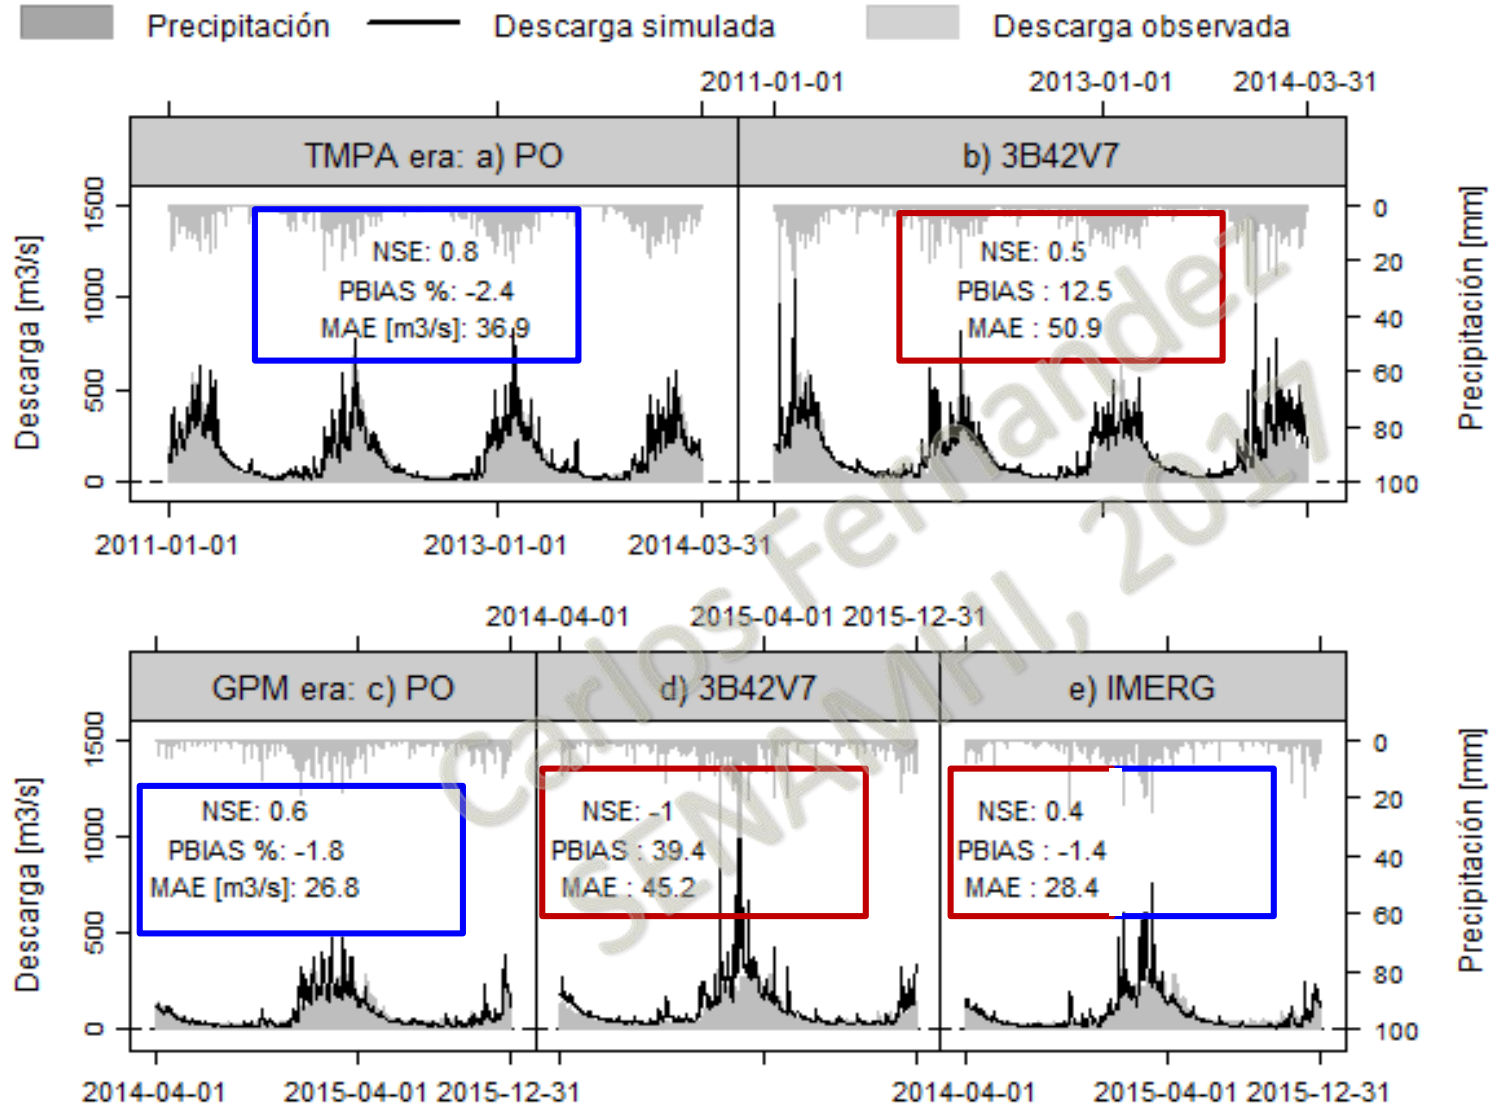 Precipitación Descarga simulada Descarga observada
2011-01-01 2013-01-01 2014-03-31
TMPA era: a) PO b) 3B42V7
Descarga [m3/s]
0 500 1000 1500
NSE: 0.8
PBIAS %: -2.4
MAE [m3/s]: 36.9
NSE: 0.5
PBIAS : 12.5
MAE : 50.9
0
20
40
60
80
100
Precipitación [mm]
2011-01-01 2013-01-01 2014-03-31
2014-04-01 2015-04-01 2015-12-31
GPM era: c) PO d) 3B42V7 e) IMERG
Descarga [m3/s]
0 500 1000 1500
NSE: 0.6
PBIAS %: -1.8
MAE [m3/s]: 26.8
NSE: -1
PBIAS : 39.4
MAE : 45.2
NSE: 0.4
PBIAS : -1.4
MAE : 28.4
0
20
40
60
80
100
Precipitación [mm]
2014-04-01 2015-04-01 2015-12-31 2014-04-01 2015-04-01 2015-12-31
Carlos Fernandez
SENAMHI, 2017